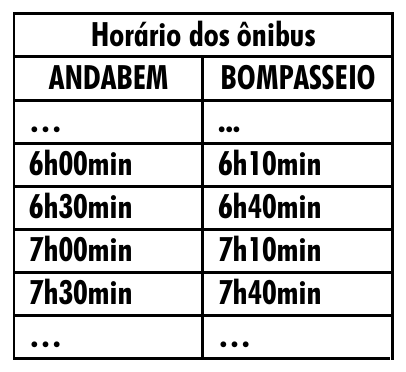 Horário dos ônibus
ANDABEM BOMPASSEIO
... ...
6h00min 6h10min
6h30min 6h40min
7h00min 7h10min
7h30min 7h40min
... ...